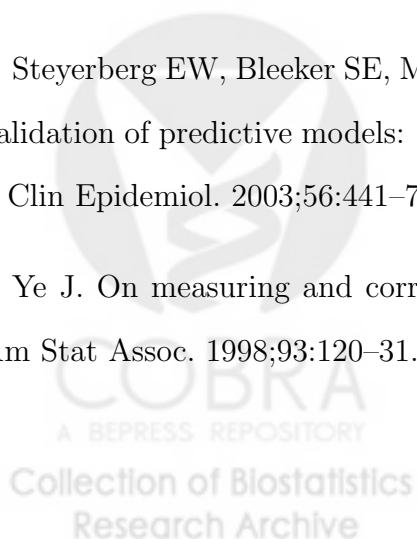 Steyerberg EW, Bleeker SE, M
alidation of predictive models:
Clin Epidemiol. 2003;56:441–7
Ye J. On measuring and corr
m Stat Assoc. 1998;93:120–31.
COBRA
A BEPRESS REPOSITORY
Collection of Biostatistics
Research Archive